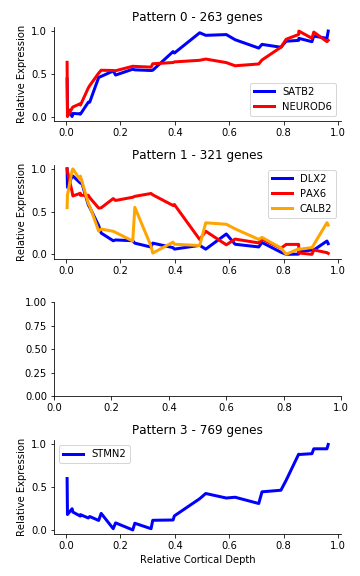 Pattern 0 - 263 genes
Relative Expression
1.0
0.5
0.0
SATB2
NEUROD6
0.0 0.2 0.4 0.6 0.8 1.0
Pattern 1 - 321 genes
Relative Expression
1.0
0.5
0.0
DLX2
PAX6
CALB2
0.0 0.2 0.4 0.6 0.8 1.0
1.00
0.75
0.50
0.25
0.00
0.0 0.2 0.4 0.6 0.8 1.0
Pattern 3 - 769 genes
Relative Expression
1.0
0.5
0.0
STMN2
0.0 0.2 0.4 0.6 0.8 1.0
Relative Cortical Depth